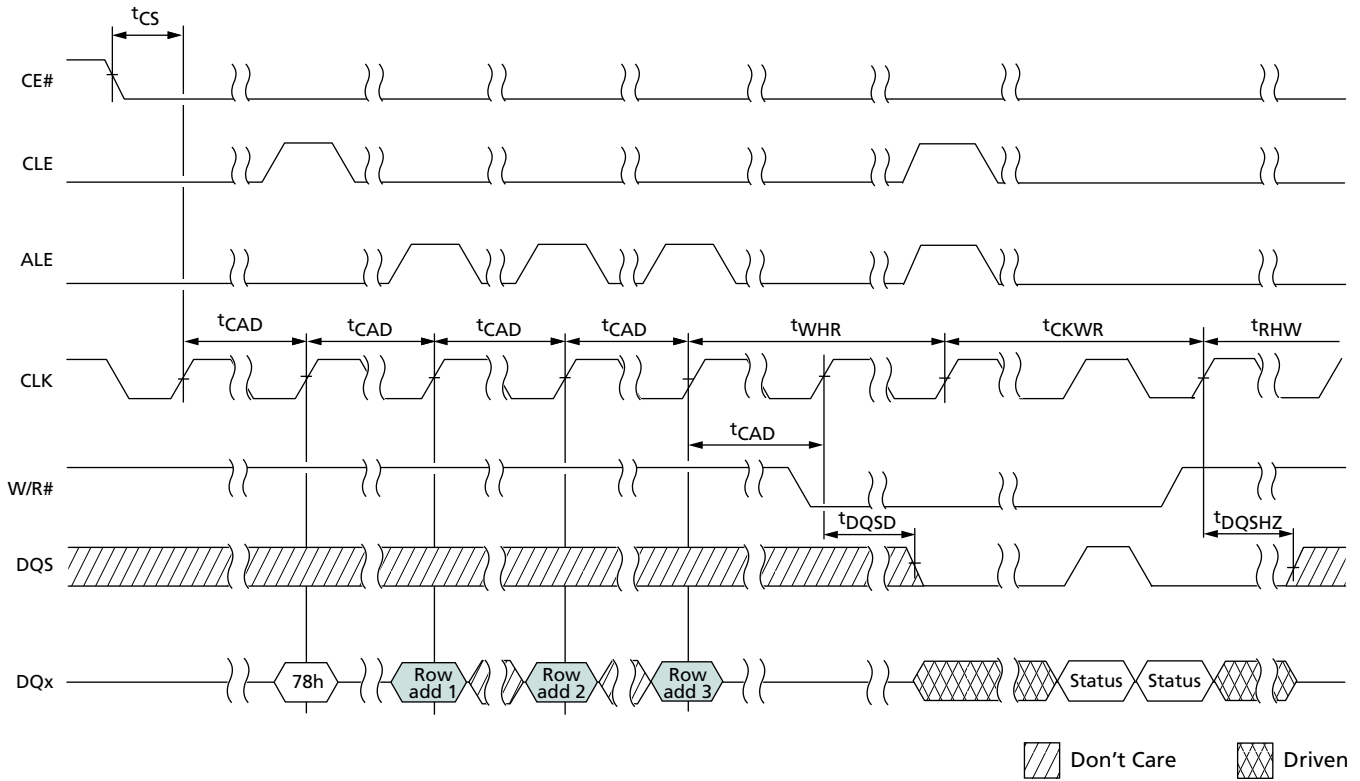 tCS
CE#
CLE
ALE
tCAD tCAD tCAD tCAD tWHR tCKWR tRHW
CLK
tCAD
W/R#
tDQSD tDQSHZ
DQS
DQx 78h Row add 1 Row add 2 Row add 3 Status Status
Don't Care Driven